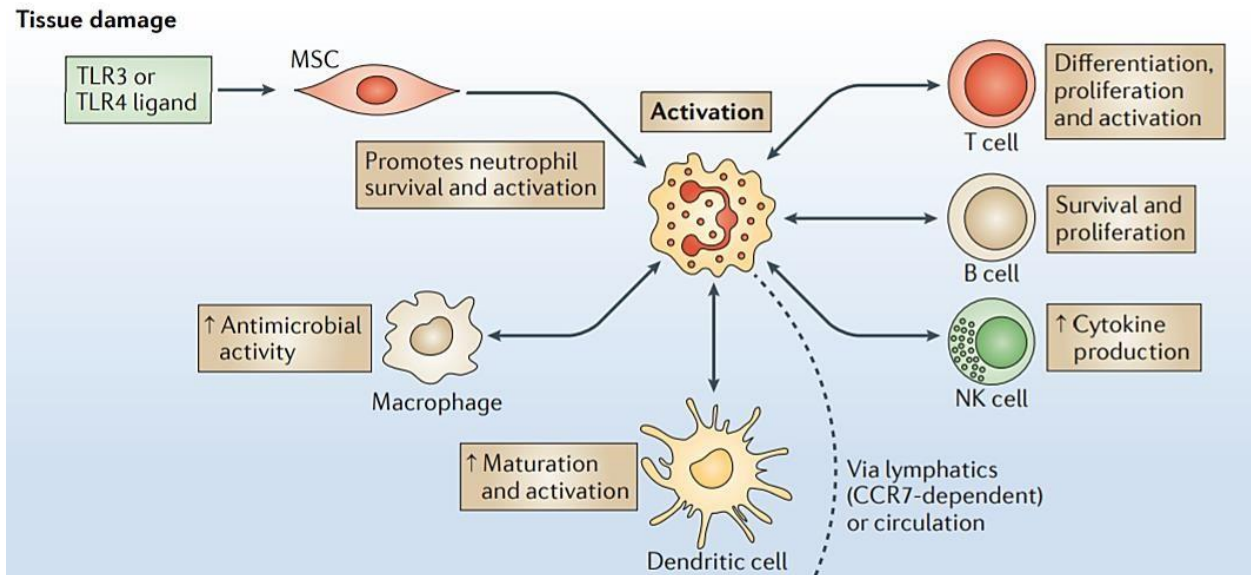 Tissue damage
TLR3 or
TLR4 ligand
MSC
Promotes neutrophil
survival and activation
Activation
T cell
Differentiation,
proliferation
and activation
B cell
Survival and
proliferation
NK cell
↑ Cytokine
production
↑ Antimicrobial
activity
Macrophage
↑ Maturation
and activation
Dendritic cell
Via lymphatics
(CCR7-dependent)
or circulation